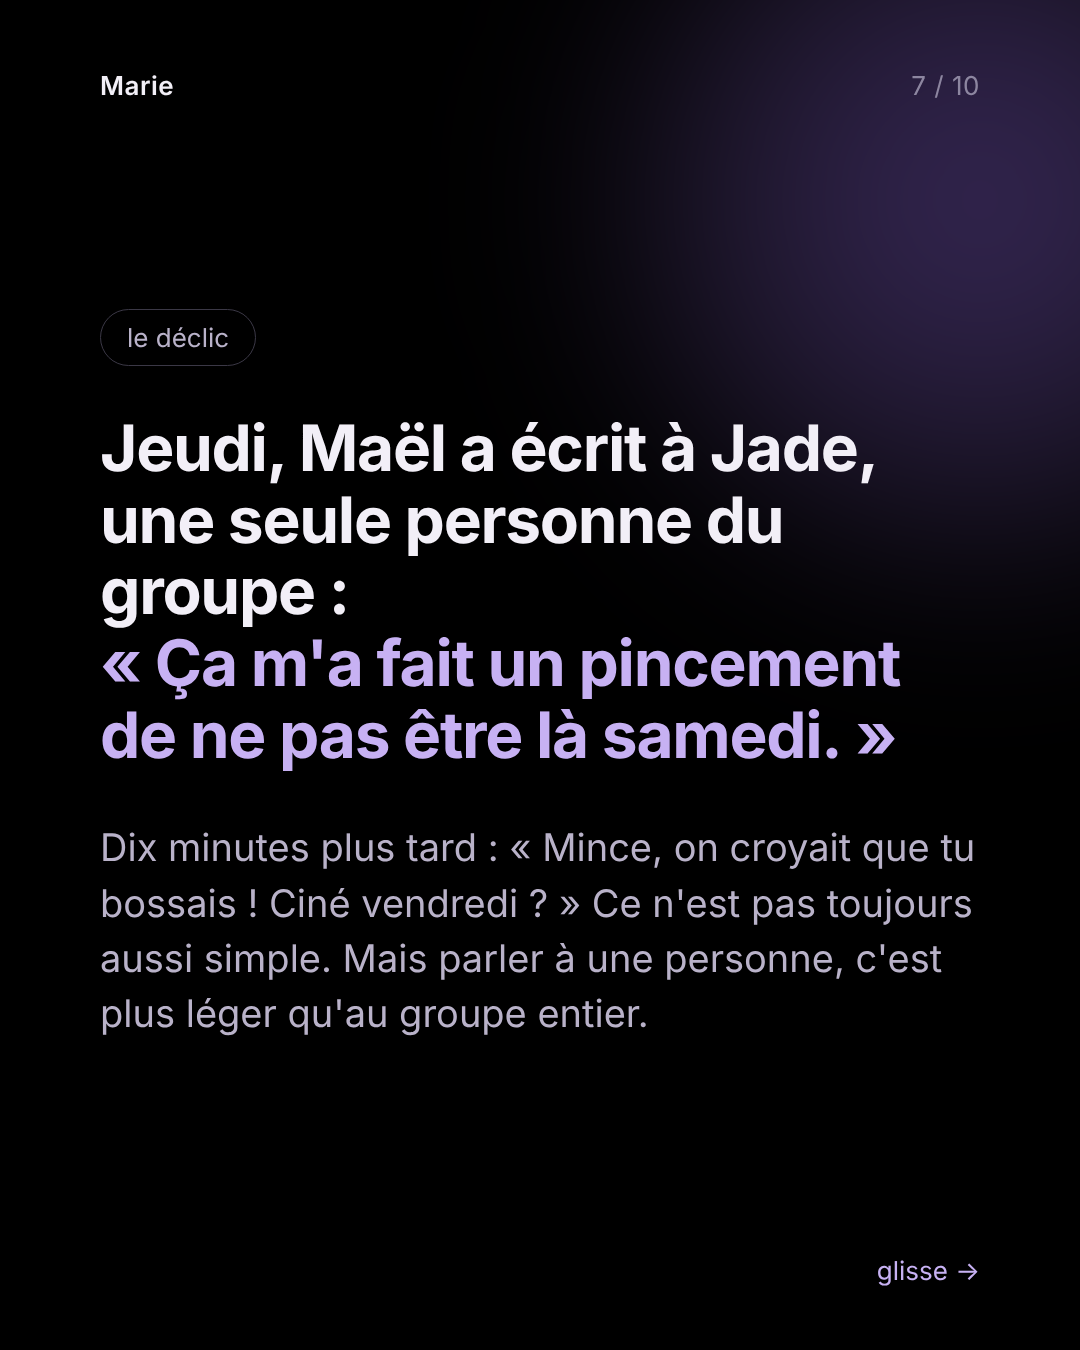 Marie
7 / 10
le déclic
Jeudi, Maël a écrit à Jade,
une seule personne du
groupe :
« Ça m'a fait un pincement
de ne pas être là samedi. »
Dix minutes plus tard : « Mince, on croyait que tu
bossais ! Ciné vendredi ? » Ce n'est pas toujours
aussi simple. Mais parler à une personne, c'est
plus léger qu'au groupe entier.
glisse →